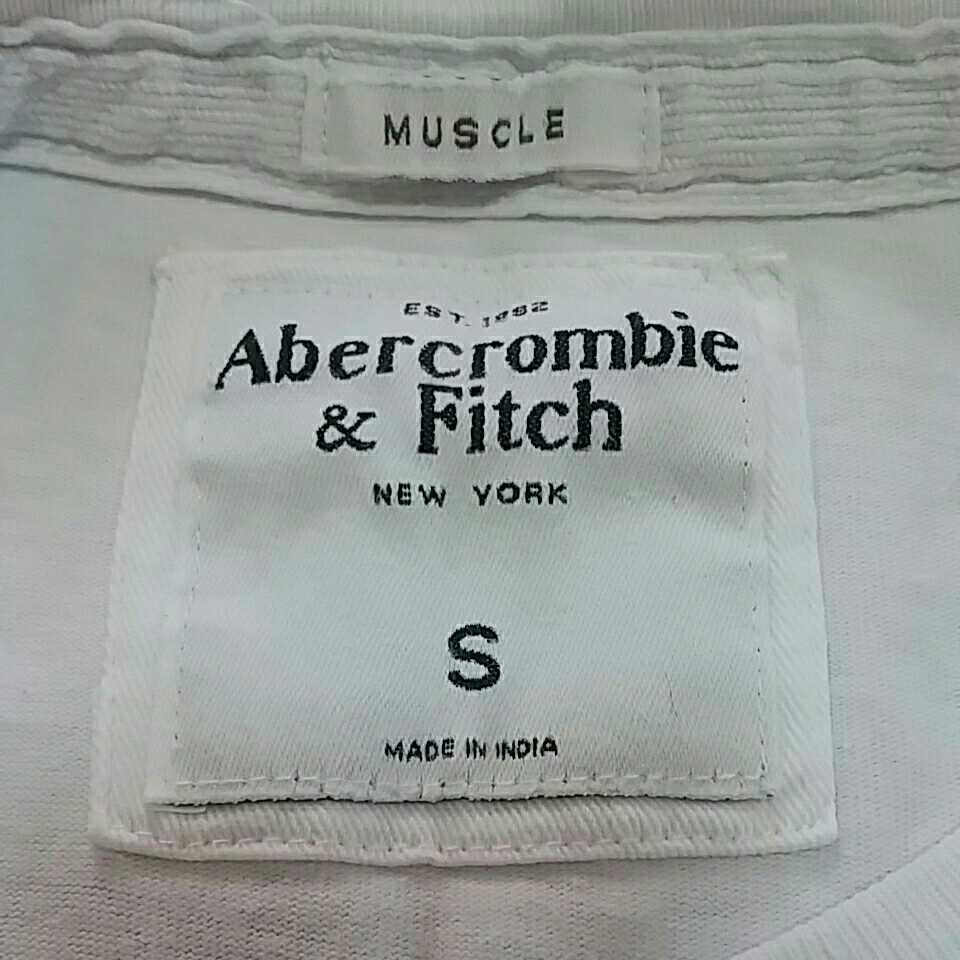 MUSCLE
EST. 1892
Abercrombie
& Fitch
NEW YORK
S
MADE IN INDIA